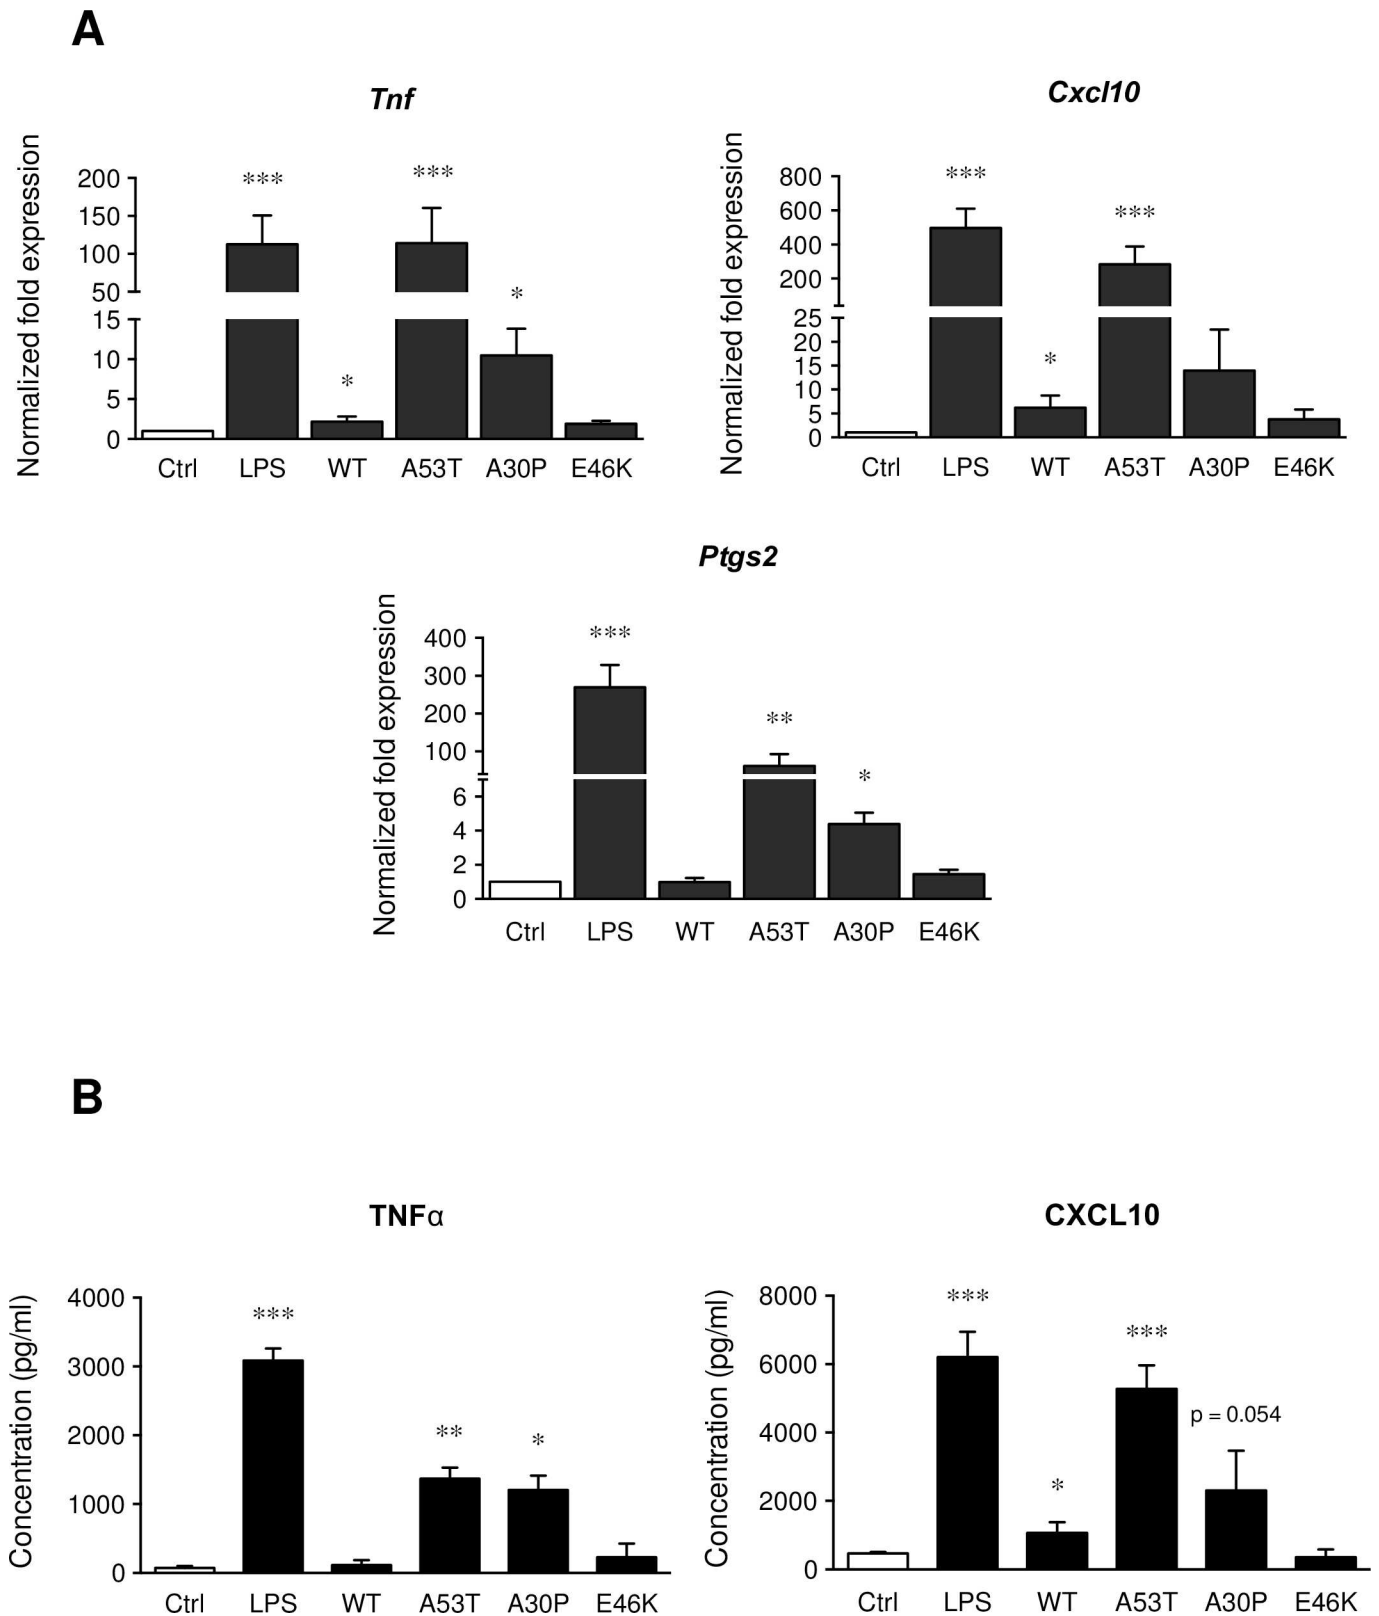 A
Tnf
Normalized fold expression
200
150
100
50
15
10
5
0
***
*
***
*
Ctrl LPS WT A53T A30P E46K
Cxcl10
Normalized fold expression
800
600
400
200
25
20
15
10
5
0
***
*
***
Ctrl LPS WT A53T A30P E46K
Ptgs2
Normalized fold expression
400
300
200
100
6
4
2
0
***
**
*
Ctrl LPS WT A53T A30P E46K
B
TNFα
Concentration (pg/ml)
4000
3000
2000
1000
0
***
**
*
Ctrl LPS WT A53T A30P E46K
CXCL10
Concentration (pg/ml)
8000
6000
4000
2000
0
***
*
***
p = 0.054
Ctrl LPS WT A53T A30P E46K